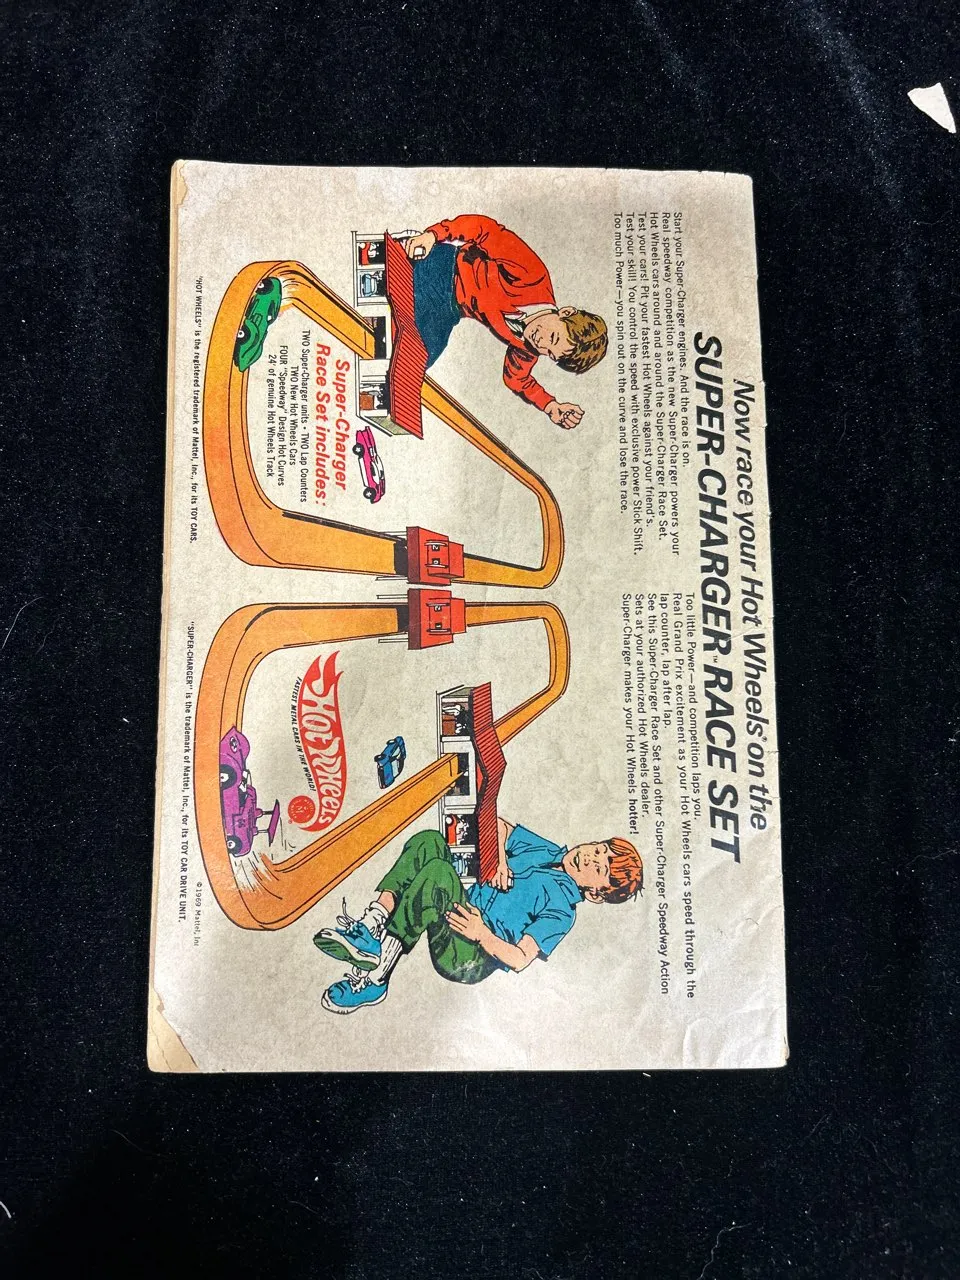 Now race your Hot Wheels® on the
SUPER-CHARGER™ RACE SET
Start your Super-Charger engines. And the race is on.
Real speedway competition as the new Super-Charger powers your
Hot Wheels cars around and around the Super-Charger Race Set.
Test your cars! Pit your fastest Hot Wheels against your friend's.
Test your skill! You control the speed with exclusive power Stick Shift.
Too much Power—you spin out on the curve and lose the race.
Too little Power—and competition laps you.
Real Grand Prix excitement as your Hot Wheels cars speed through the
lap counter, lap after lap.
See this Super-Charger Race Set and other Super-Charger Speedway Action
Sets at your authorized Hot Wheels dealer.
Super-Charger makes your Hot Wheels hotter!
Super-Charger
Race Set includes:
TWO Super-Charger units • TWO Lap Counters
TWO New Hot Wheels Cars
FOUR "Speedway" Design Hot Curves
24' of genuine Hot Wheels Track
HOT WHEELS
FASTEST METAL CARS IN THE WORLD!
©1969 Mattel, Inc
"HOT WHEELS" is the registered trademark of Mattel, Inc., for its TOY CARS.
"SUPER-CHARGER" is the trademark of Mattel, Inc., for its TOY CAR DRIVE UNIT.